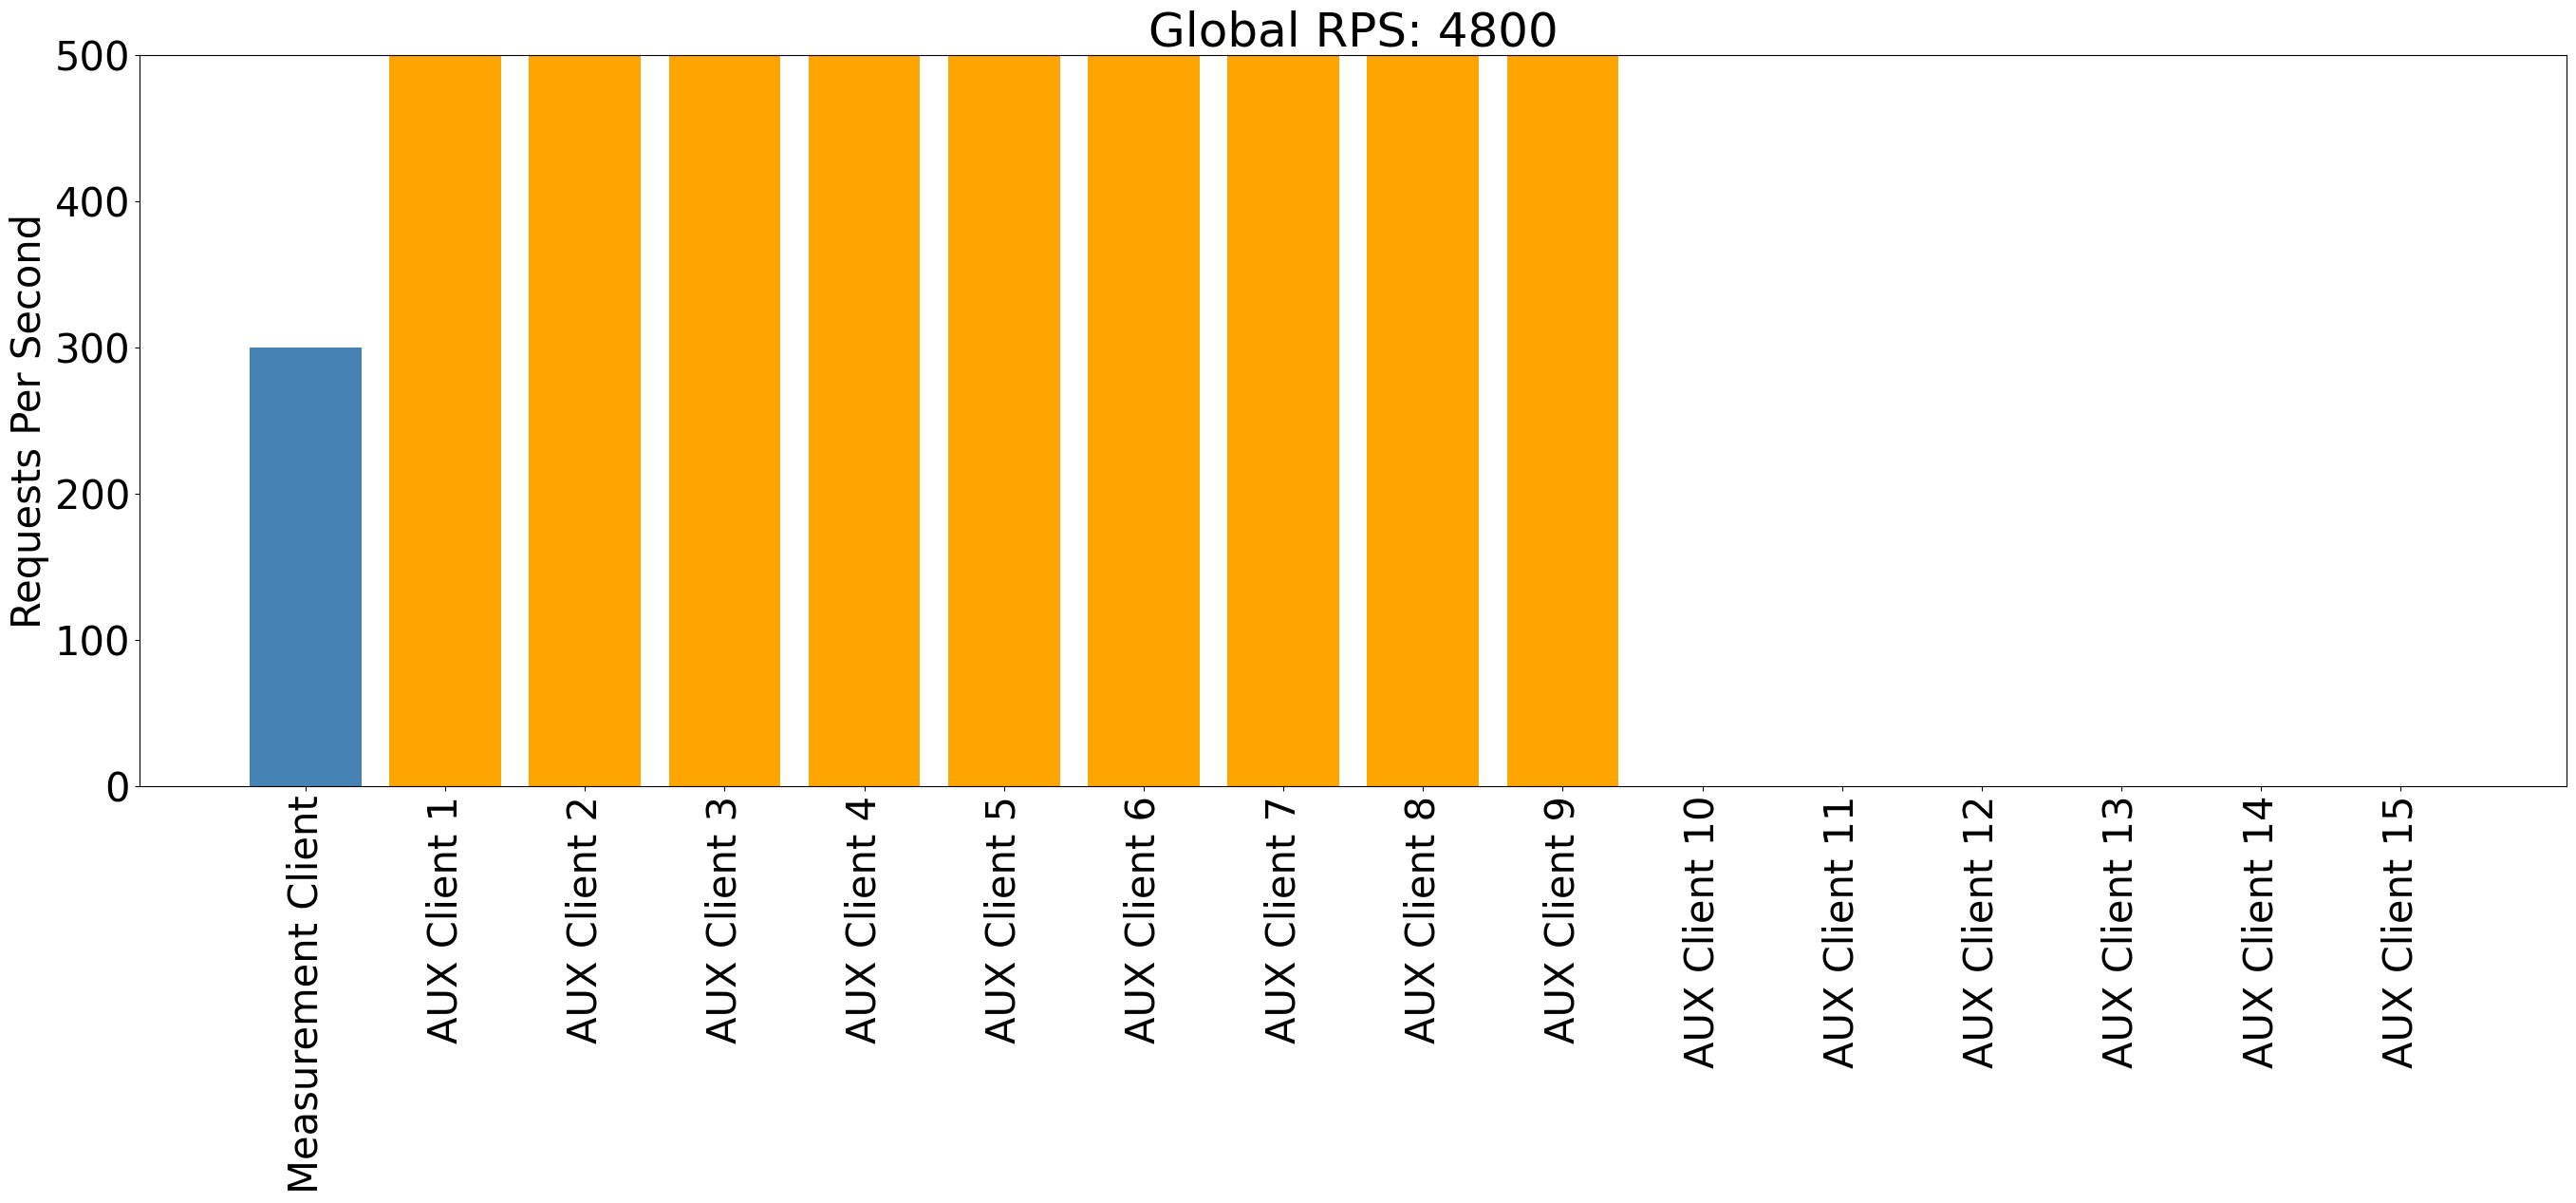 Global RPS: 4800
Requests Per Second
500
400
300
200
100
0
Measurement Client
AUX Client 1
AUX Client 2
AUX Client 3
AUX Client 4
AUX Client 5
AUX Client 6
AUX Client 7
AUX Client 8
AUX Client 9
AUX Client 10
AUX Client 11
AUX Client 12
AUX Client 13
AUX Client 14
AUX Client 15